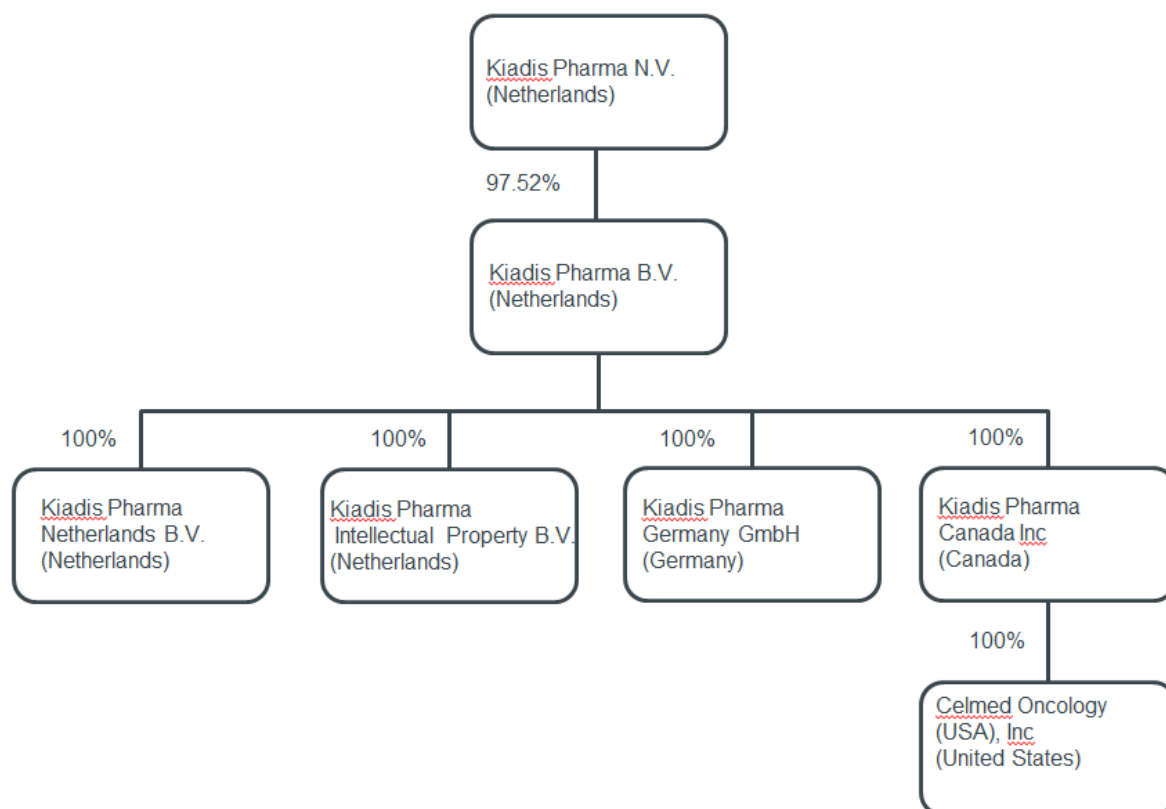 Kiadis Pharma N.V.
(Netherlands)
97.52%
Kiadis Pharma B.V.
(Netherlands)
100%
100%
100%
100%
Kiadis Pharma
Netherlands B.V.
(Netherlands)
Kiadis Pharma
Intellectual Property B.V.
(Netherlands)
Kiadis Pharma
Germany GmbH
(Germany)
Kiadis Pharma
Canada Inc
(Canada)
100%
Celmed Oncology
(USA), Inc
(United States)